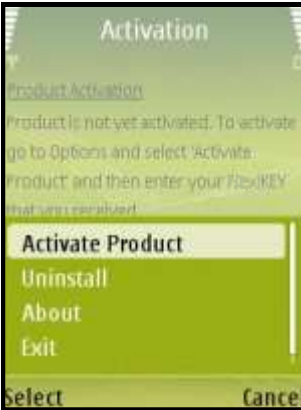 Activation
Product Activation
Product is not yet activated. To activate
go to Options and select 'Activate
Product' and then enter your FlexiKEY
that you received
Activate Product
Uninstall
About
Exit
Select Cance